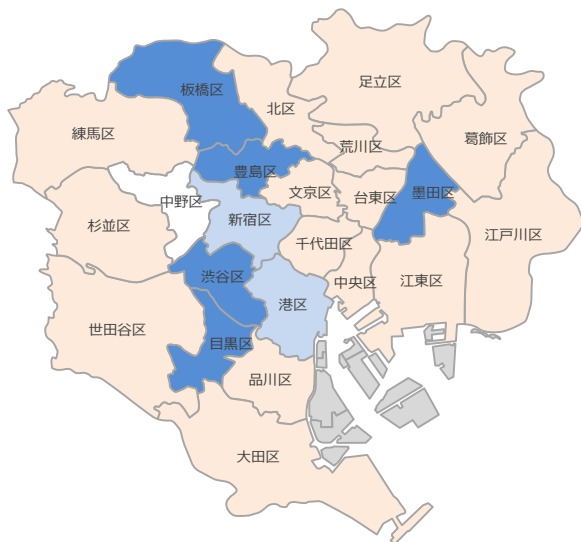 足立区
板橋区
北区
葛飾区
練馬区
荒川区
豊島区
文京区
台東区
墨田区
中野区
杉並区
新宿区
江戸川区
千代田区
渋谷区
中央区
江東区
港区
世田谷区
目黒区
品川区
大田区